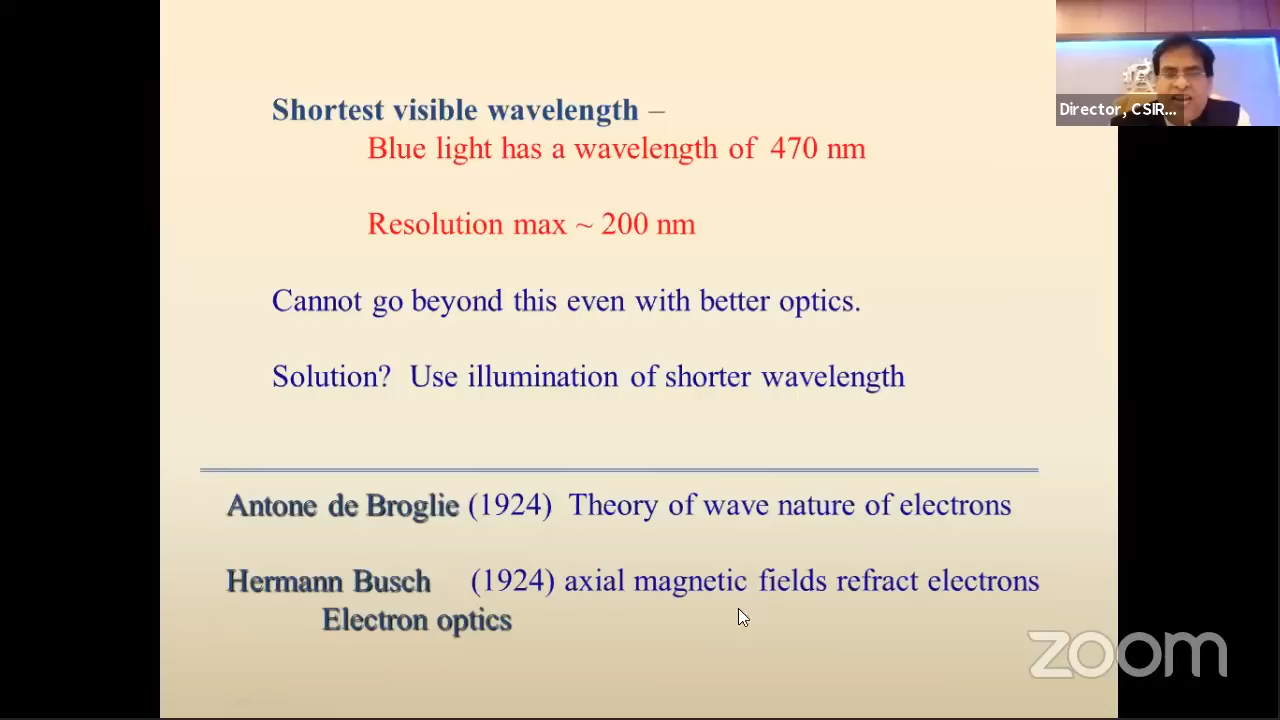 Shortest visible wavelength –
Blue light has a wavelength of 470 nm
Resolution max ~ 200 nm
Cannot go beyond this even with better optics.
Solution? Use illumination of shorter wavelength
Antone de Broglie (1924) Theory of wave nature of electrons
Hermann Busch (1924) axial magnetic fields refract electrons
Electron optics
Director, CSIR...
zoom